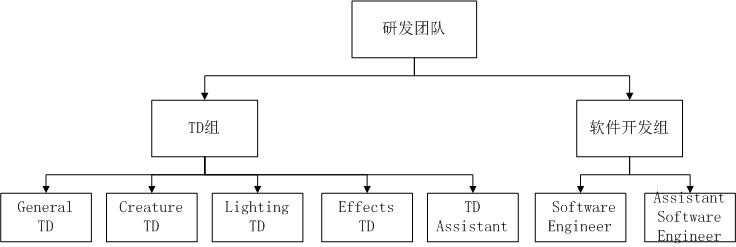 研发团队
TD组
软件开发组
General
TD
Creature
TD
Lighting
TD
Effects
TD
TD
Assistant
Software
Engineer
Assistant
Software
Engineer